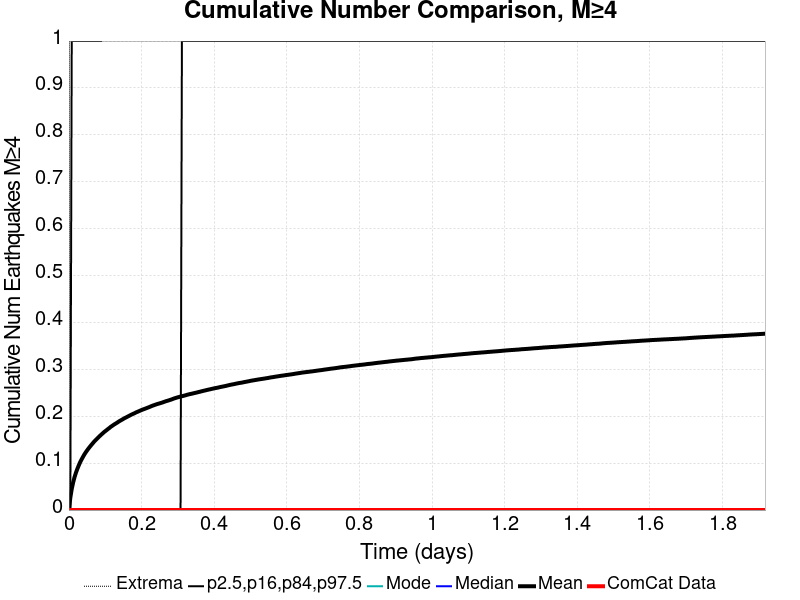 Cumulative Number Comparison, M≥4
Cumulative Num Earthquakes M≥4
1
0.9
0.8
0.7
0.6
0.5
0.4
0.3
0.2
0.1
0
0 0.2 0.4 0.6 0.8 1 1.2 1.4 1.6 1.8
Time (days)
Extrema p2.5,p16,p84,p97.5 Mode Median Mean ComCat Data